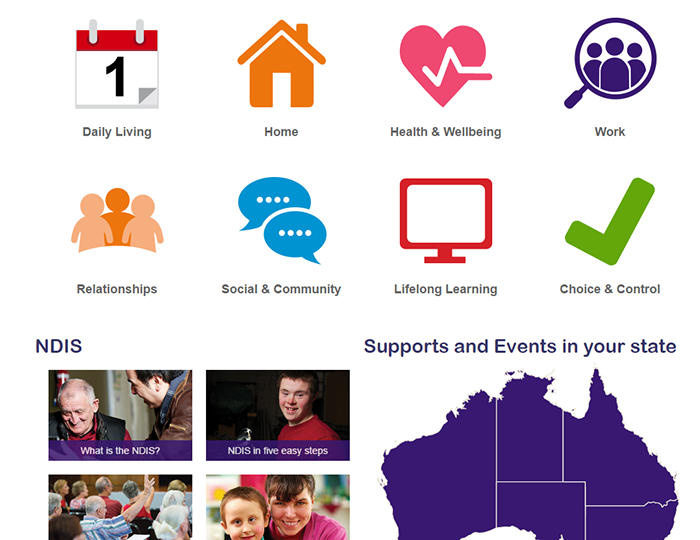 1
Daily Living
Home
Health & Wellbeing
Work
Relationships
Social & Community
Lifelong Learning
Choice & Control
NDIS
Supports and Events in your state
What is the NDIS?
NDIS in five easy steps